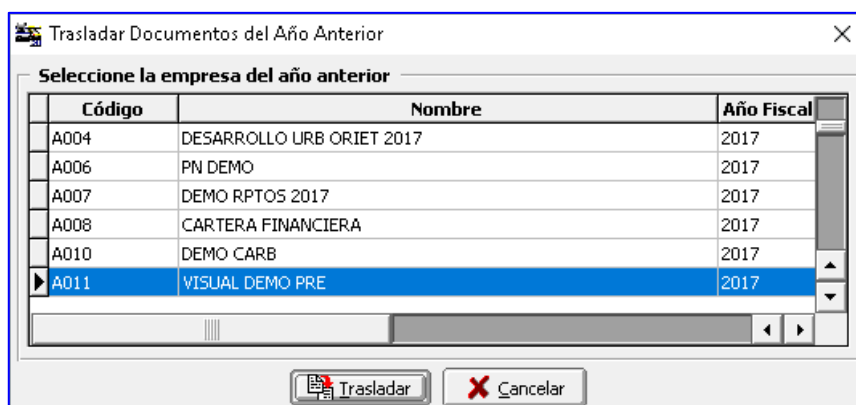 Trasladar Documentos del Año Anterior
Seleccione la empresa del año anterior
Código Nombre Año Fiscal
A004 DESARROLLO URB ORIET 2017 2017
A006 PN DEMO 2017
A007 DEMO RPTOS 2017 2017
A008 CARTERA FINANCIERA 2017
A010 DEMO CARB 2017
A011 VISUAL DEMO PRE 2017
Trasladar Cancelar